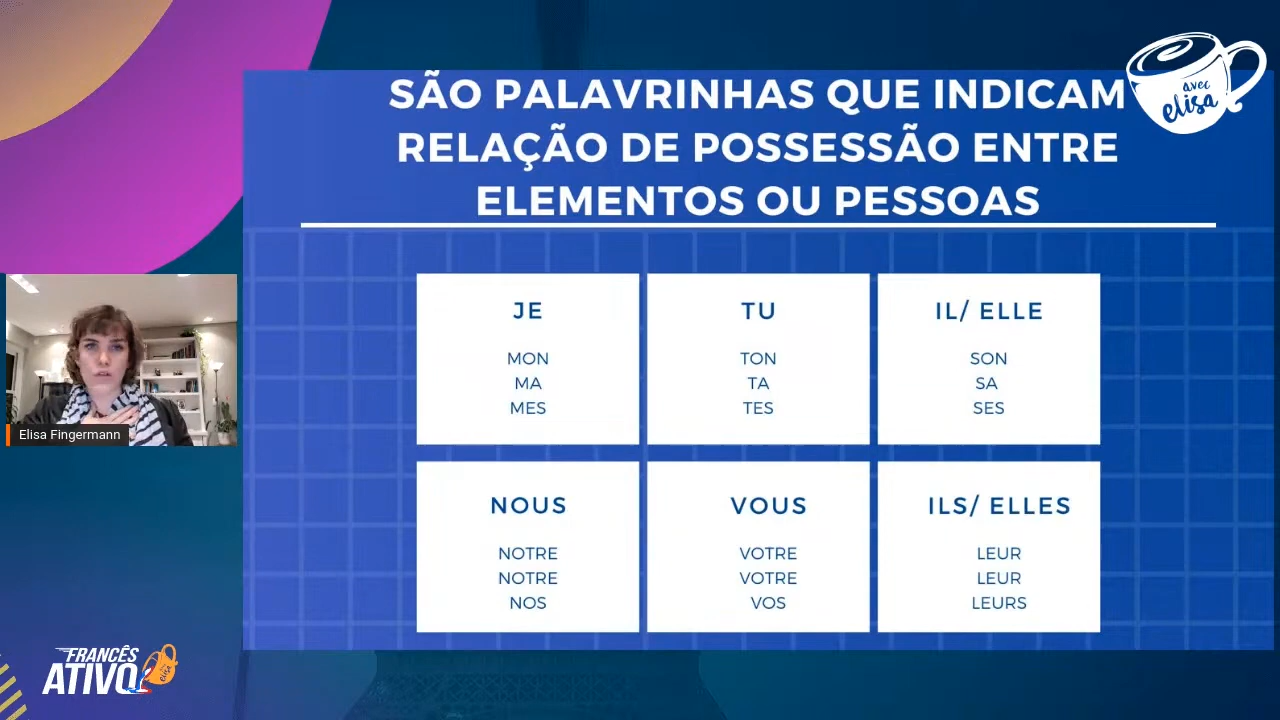 SÃO PALAVRINHAS QUE INDICAM
RELAÇÃO DE POSSESSÃO ENTRE
ELEMENTOS OU PESSOAS
avec
elisa
JE
MON
MA
MES
TU
TON
TA
TES
IL/ ELLE
SON
SA
SES
Elisa Fingermann
NOUS
NOTRE
NOTRE
NOS
VOUS
VOTRE
VOTRE
VOS
ILS/ ELLES
LEUR
LEUR
LEURS
FRANCÊS
ATIVO
elisa